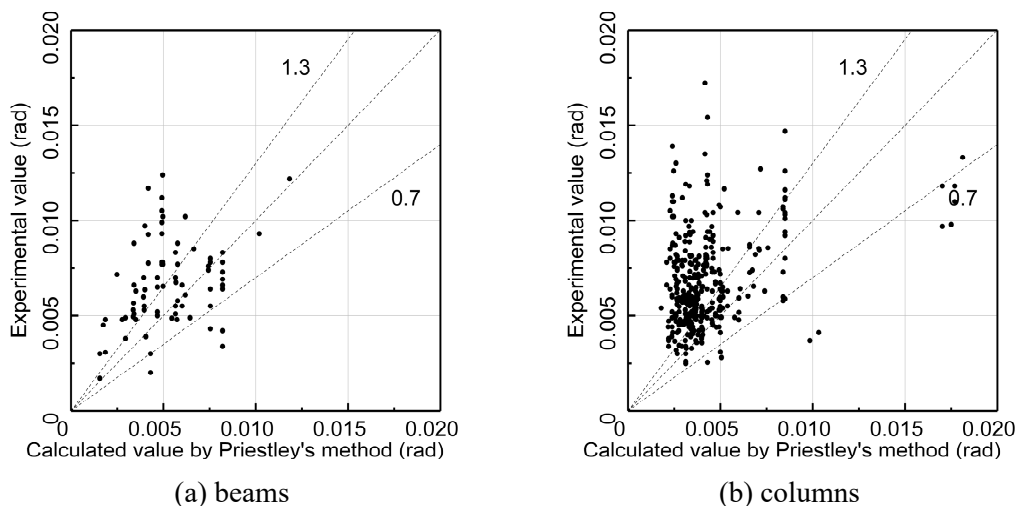 0.020
0.015
0.010
0.005
0
Experimental value (rad)
1.3
0.7
0 0.005 0.010 0.015 0.020
Calculated value by Priestley's method (rad)
(a) beams
0.020
0.015
0.010
0.005
0
Experimental value (rad)
1.3
0.7
0 0.005 0.010 0.015 0.020
Calculated value by Priestley's method (rad)
(b) columns